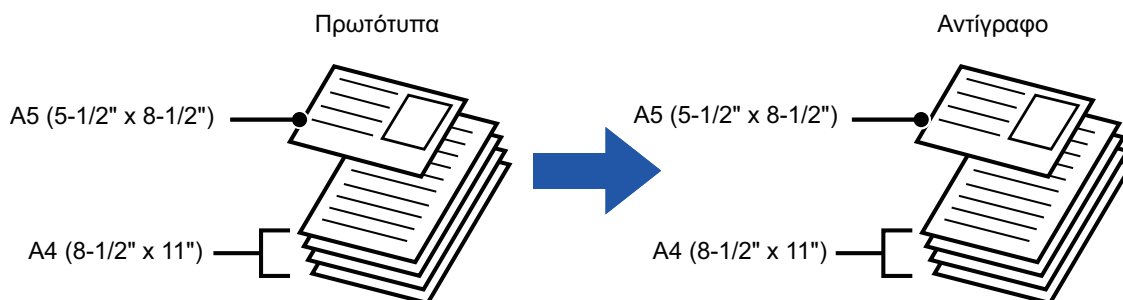 Πρωτότυπα
Αντίγραφο
A5 (5-1/2" x 8-1/2")
A5 (5-1/2" x 8-1/2")
A4 (8-1/2" x 11")
A4 (8-1/2" x 11")